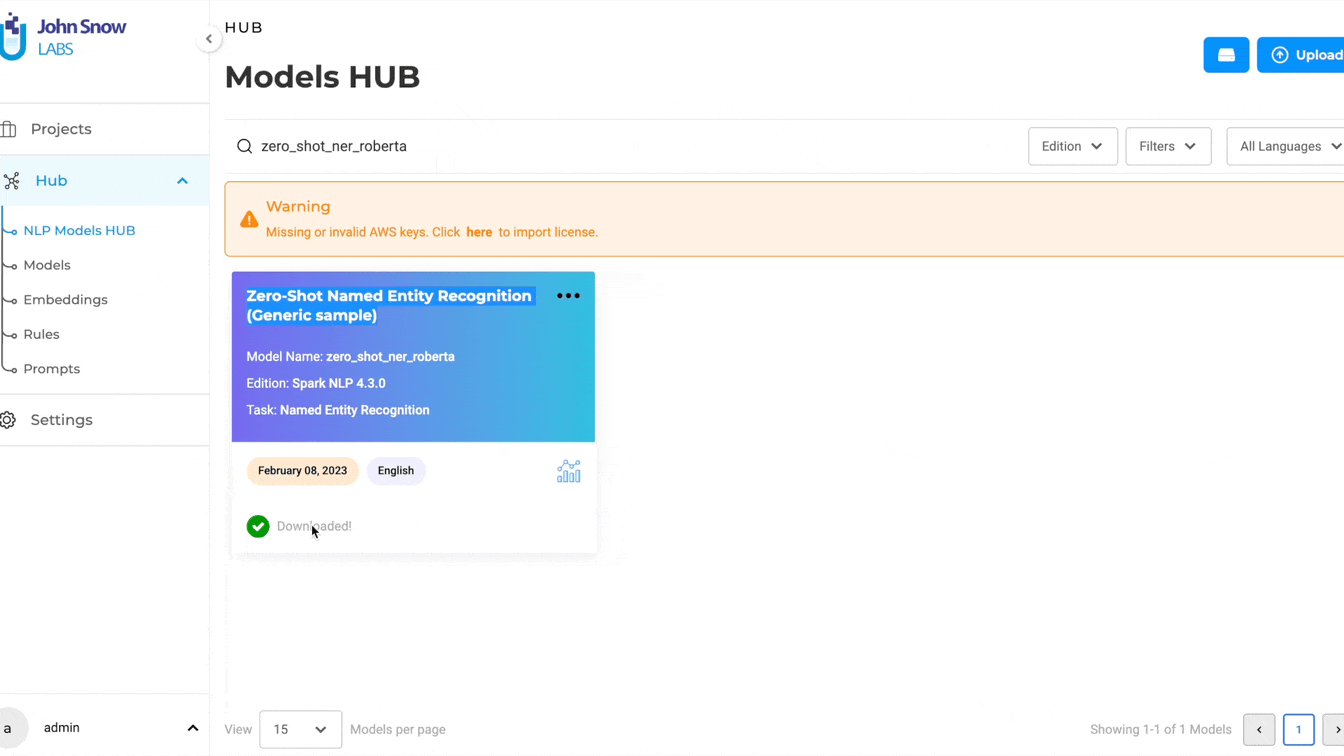 John Snow
LABS
HUB
Models HUB
Upload
Projects
Hub
NLP Models HUB
Models
Embeddings
Rules
Prompts
Settings
zero_shot_ner_roberta
Edition
Filters
All Languages
Warning
Missing or invalid AWS keys. Click here to import license.
Zero-Shot Named Entity Recognition
(Generic sample)
Model Name: zero_shot_ner_roberta
Edition: Spark NLP 4.3.0
Task: Named Entity Recognition
February 08, 2023 English
Downloaded!
a admin
View 15 Models per page
Showing 1-1 of 1 Models
1